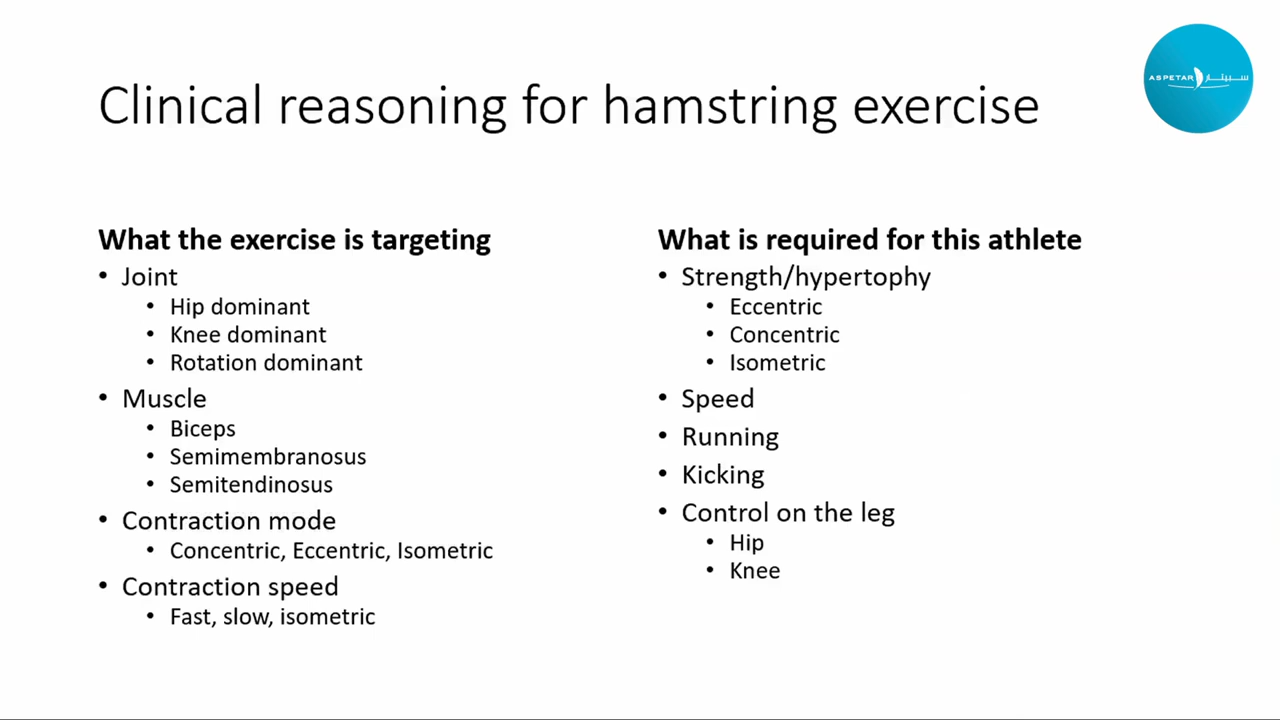 ASPETAR سبيتار
Clinical reasoning for hamstring exercise
What the exercise is targeting
• Joint
• Hip dominant
• Knee dominant
• Rotation dominant
• Muscle
• Biceps
• Semimembranosus
• Semitendinosus
• Contraction mode
• Concentric, Eccentric, Isometric
• Contraction speed
• Fast, slow, isometric
What is required for this athlete
• Strength/hypertophy
• Eccentric
• Concentric
• Isometric
• Speed
• Running
• Kicking
• Control on the leg
• Hip
• Knee